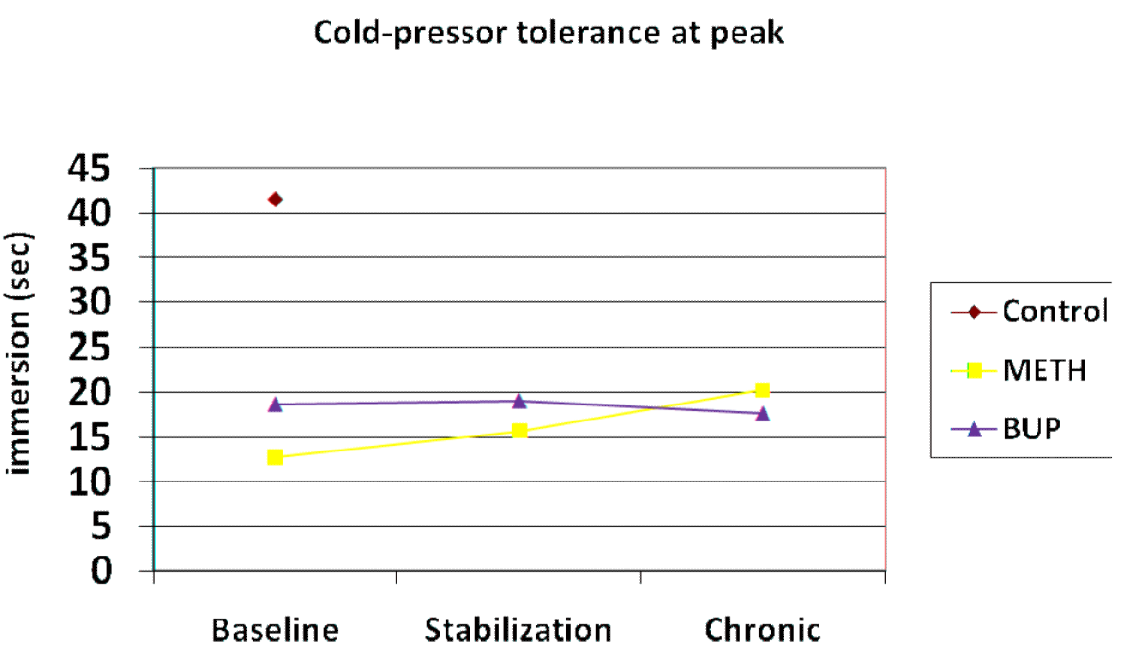 Cold-pressor tolerance at peak
45
40
35
30
25
20
15
10
5
0
immersion (sec)
Baseline Stabilization Chronic
Control
METH
BUP